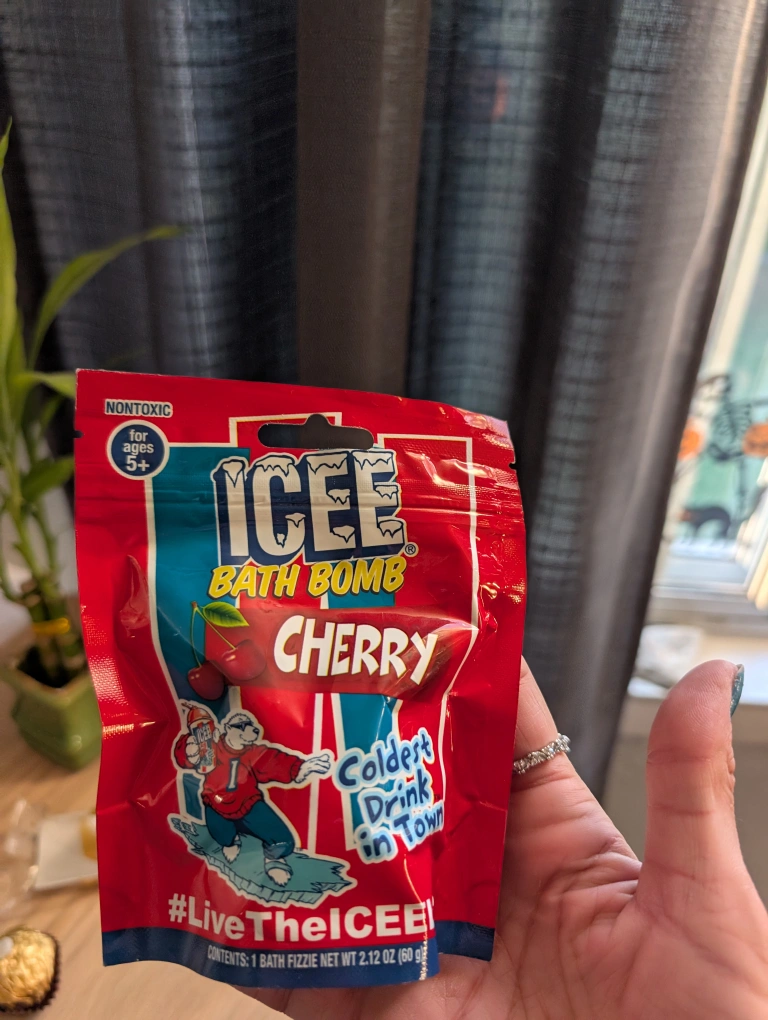 NONTOXIC
for
ages
5+
ICEE®
BATH BOMB
CHERRY
ICEE
I
Coldest
Drink
in Town
#LiveTheICEE
CONTENTS: 1 BATH FIZZIE NET WT 2.12 OZ (60 g)